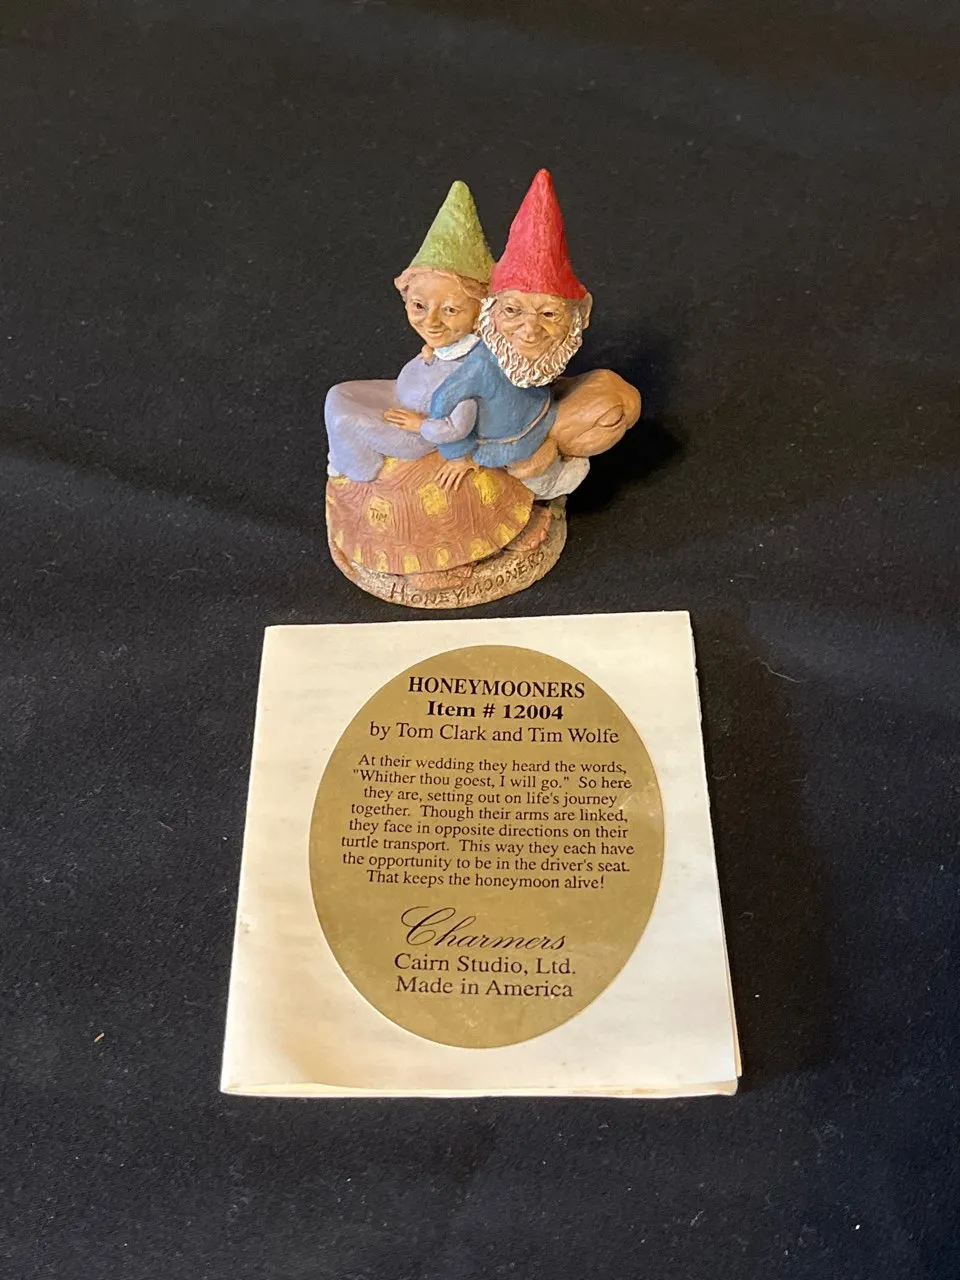 TIM
HONEYMOONERS
HONEYMOONERS
Item # 12004
by Tom Clark and Tim Wolfe
At their wedding they heard the words,
"Whither thou goest, I will go." So here
they are, setting out on life's journey
together. Though their arms are linked,
they face in opposite directions on their
turtle transport. This way they each have
the opportunity to be in the driver's seat.
That keeps the honeymoon alive!
Charmers
Cairn Studio, Ltd.
Made in America